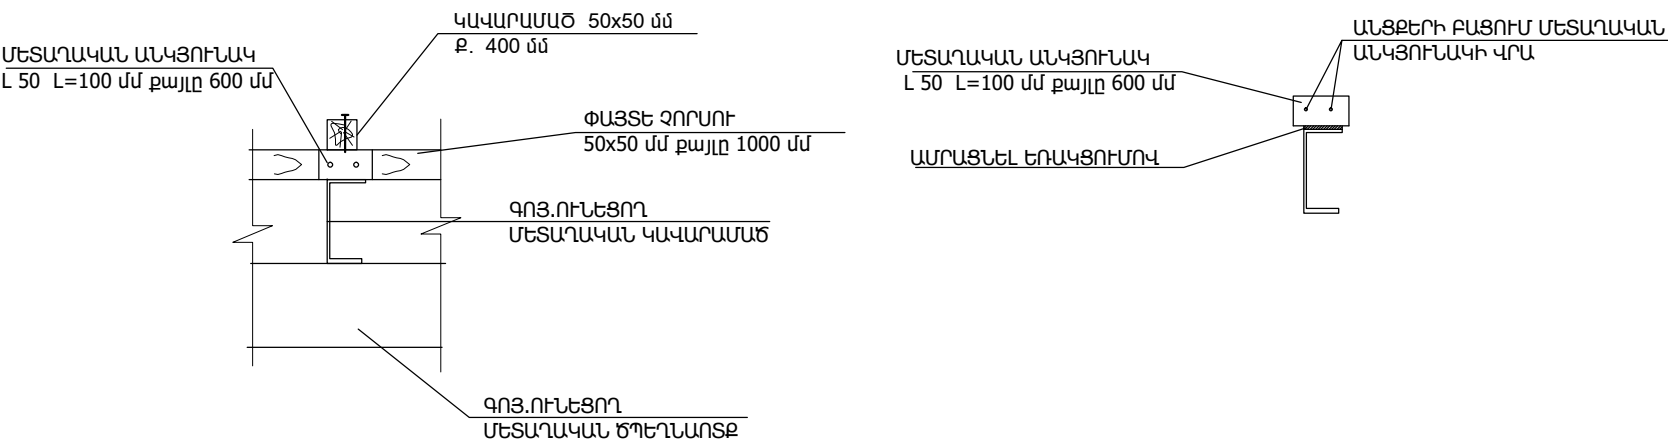 ԿԱՎԱՐԱՄԱԾ 50x50 մմ
Ք. 400 մմ
ՄԵՏԱՂԱԿԱՆ ԱՆԿՅՈՒՆԱԿ
L 50 L=100 մմ քայլը 600 մմ
ՓԱՅՏԵ ՉՈՐՍՈՒ
50x50 մմ քայլը 1000 մմ
ԳՈՅ.ՈՒՆԵՑՈՂ
ՄԵՏԱՂԱԿԱՆ ԿԱՎԱՐԱՄԱԾ
ԳՈՅ.ՈՒՆԵՑՈՂ
ՄԵՏԱՂԱԿԱՆ ԾՊԵՂՆԱՈՏՔ
ԱՆՑՔԵՐԻ ԲԱՑՈՒՄ ՄԵՏԱՂԱԿԱՆ
ԱՆԿՅՈՒՆԱԿԻ ՎՐԱ
ՄԵՏԱՂԱԿԱՆ ԱՆԿՅՈՒՆԱԿ
L 50 L=100 մմ քայլը 600 մմ
ԱՄՐԱՑՆԵԼ ԵՌԱԿՑՈՒՄՈՎ